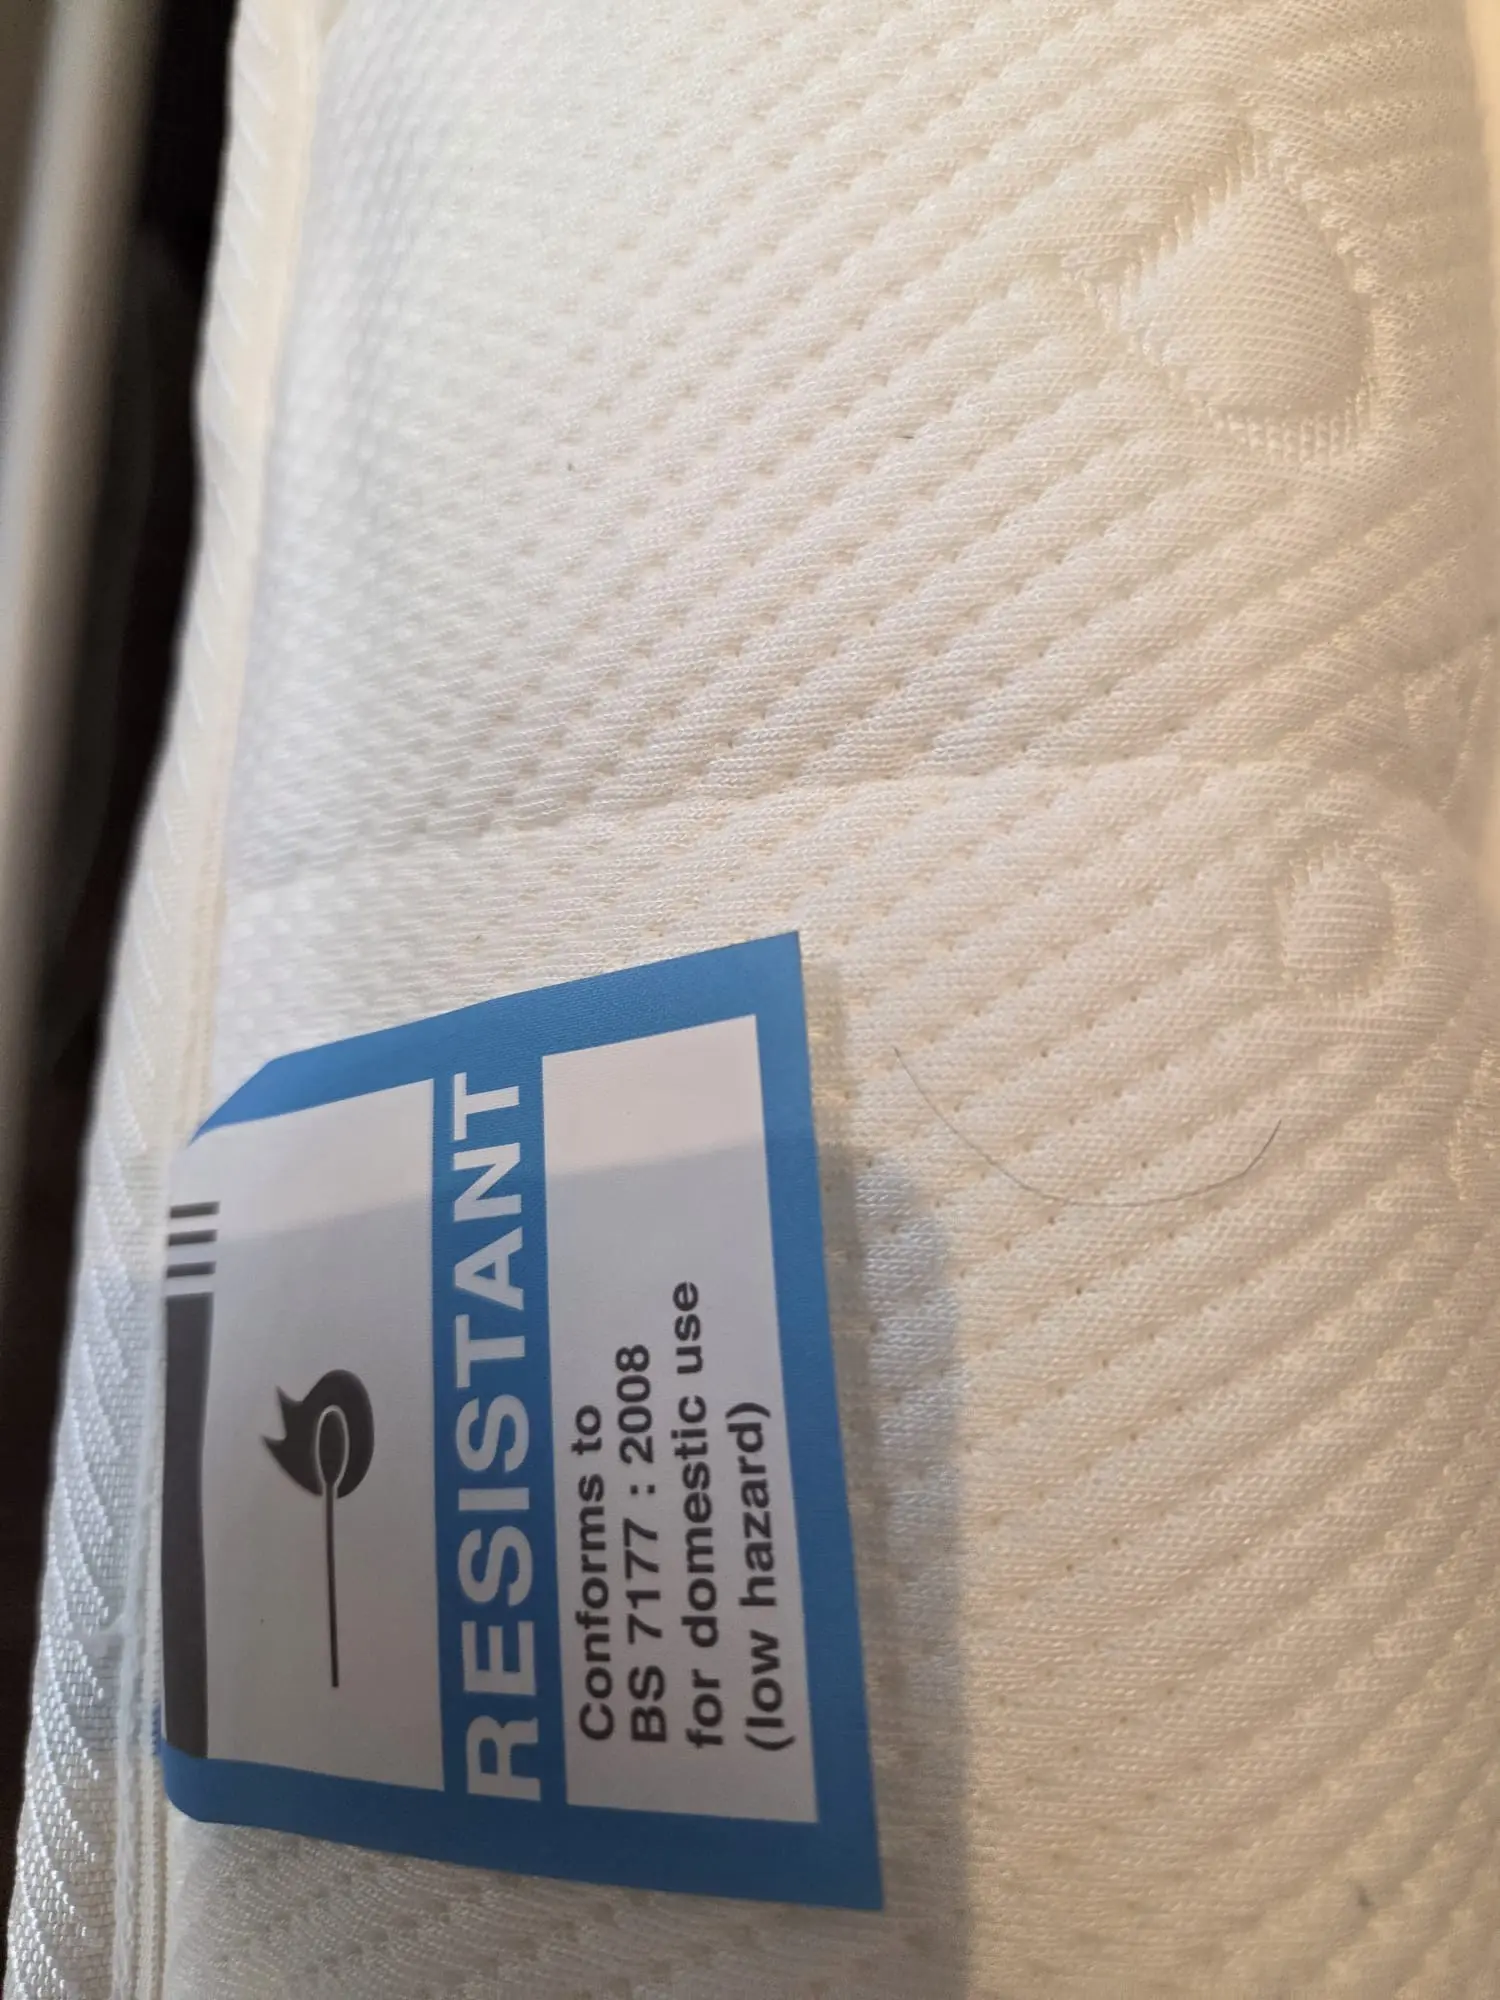 RESISTANT
Conforms to
BS 7177 : 2008
for domestic use
(low hazard)